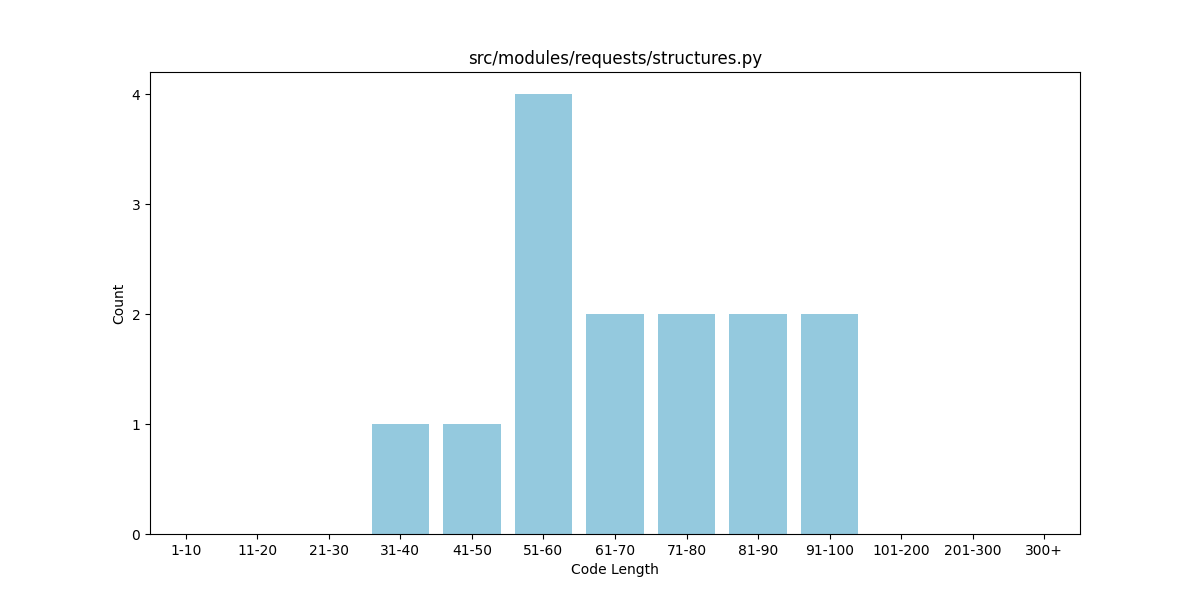 src/modules/requests/structures.py
Count
4
3
2
1
0
1-10 11-20 21-30 31-40 41-50 51-60 61-70 71-80 81-90 91-100 101-200 201-300 300+
Code Length